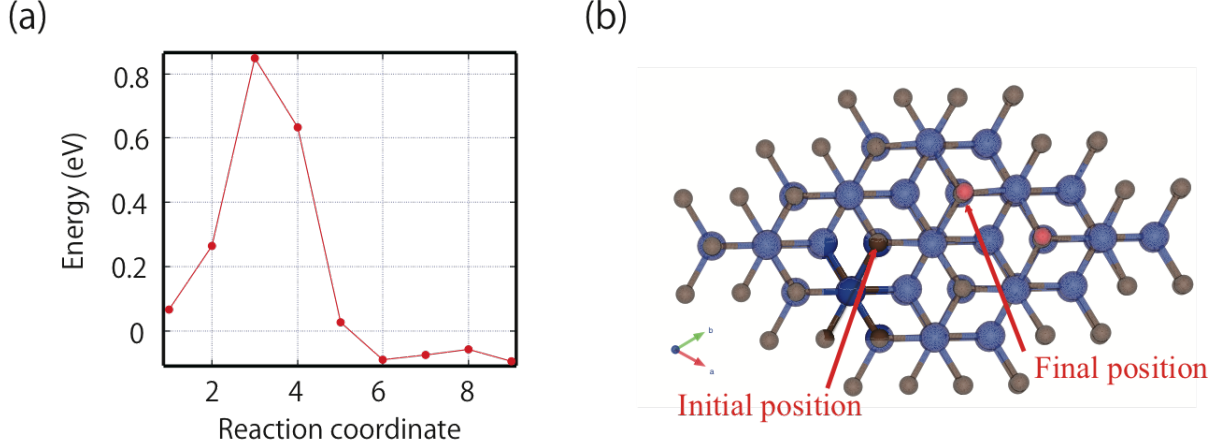 (a)
(b)
0.8
0.6
0.4
0.2
0
Energy (eV)
2
4
6
8
Reaction coordinate
b
a
Initial position
Final position